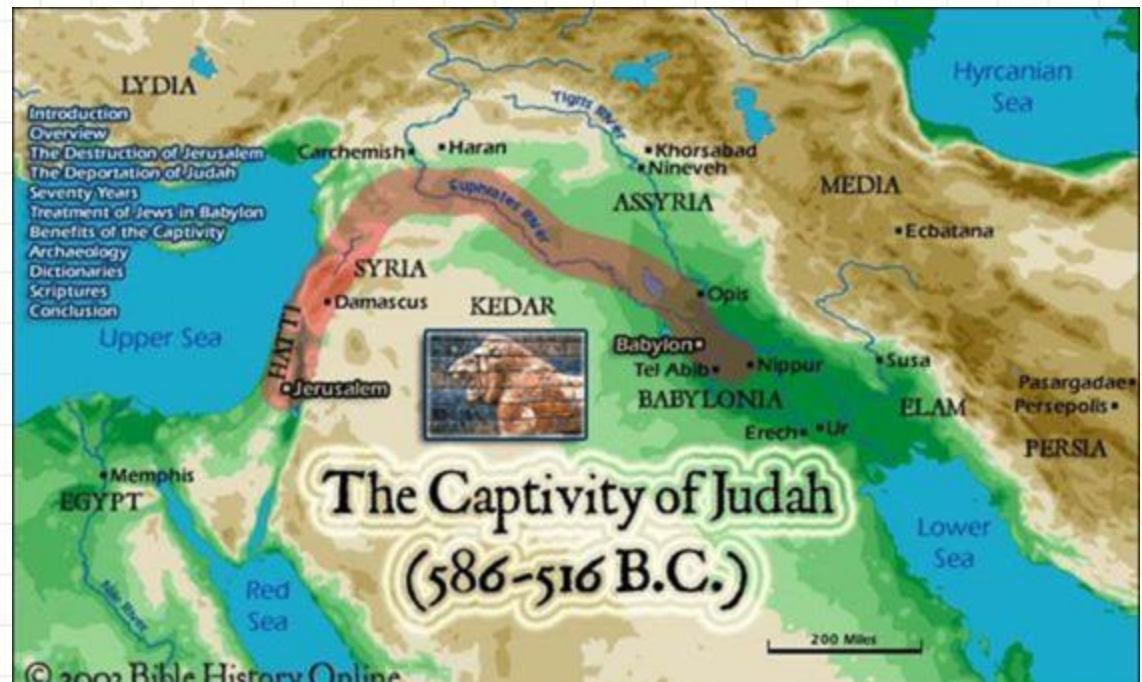 LYDIA
Hyrcanian
Sea
Introduction
Overview
The Destruction of Jerusalem
The Deportation of Judah
Seventy Years
Treatment of Jews in Babylon
Benefits of the Captivity
Archaeology
Dictionaries
Scriptures
Conclusion
Tigris River
Carchemish
Haran
Khorsabad
Nineveh
ASSYRIA
MEDIA
Euphrates River
Ecbatana
SYRIA
Damascus
KEDAR
Opis
Upper Sea
HATTI
Babylon
Tel Abib
Nippur
Susa
Jerusalem
BABYLONIA
ELAM
Pasargadae
Persepolis
Erech
Ur
PERSIA
Memphis
EGYPT
The Captivity of Judah
(586-516 B.C.)
Lower
Sea
Nile River
Red
Sea
200 Miles
© 2003 Bible History Online